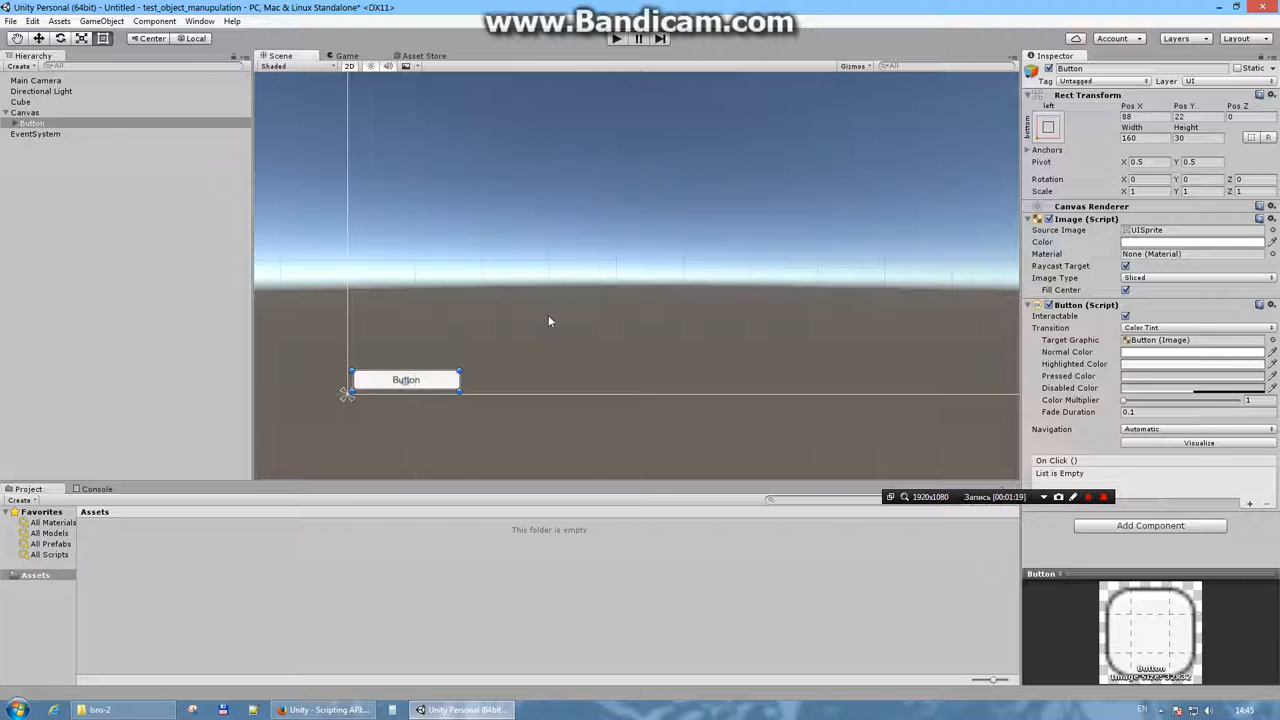 Unity Personal (64bit) - Untitled - test_object_manupulation - PC, Mac & Linux Standalone* <DX11>
www.Bandicam.com
File Edit Assets GameObject Component Window Help
Center Local
Account Layers Layout
Hierarchy
Create All
Main Camera
Directional Light
Cube
Canvas
Button
EventSystem
Scene Game Asset Store
Shaded 2D Gizmos All
Button
Inspector
Button Static
Tag Untagged Layer UI
Rect Transform
left
bottom
Pos X Pos Y Pos Z
88 22 0
Width Height
160 30 R
Anchors
Pivot X 0.5 Y 0.5
Rotation X 0 Y 0 Z 0
Scale X 1 Y 1 Z 1
Canvas Renderer
Image (Script)
Source Image UISprite
Color
Material None (Material)
Raycast Target
Image Type Sliced
Fill Center
Button (Script)
Interactable
Transition Color Tint
Target Graphic Button (Image)
Normal Color
Highlighted Color
Pressed Color
Disabled Color
Color Multiplier 1
Fade Duration 0.1
Navigation Automatic
Visualize
On Click ()
List is Empty
1920x1080 Запись [00:01:19]
Add Component
Button
Button
Image Size: 32x32
Project Console
Create
Favorites
All Materials
All Models
All Prefabs
All Scripts
Assets
Assets
This folder is empty
lsns-2
Unity - Scripting API:
Unity Personal (64bi...
EN 14:45